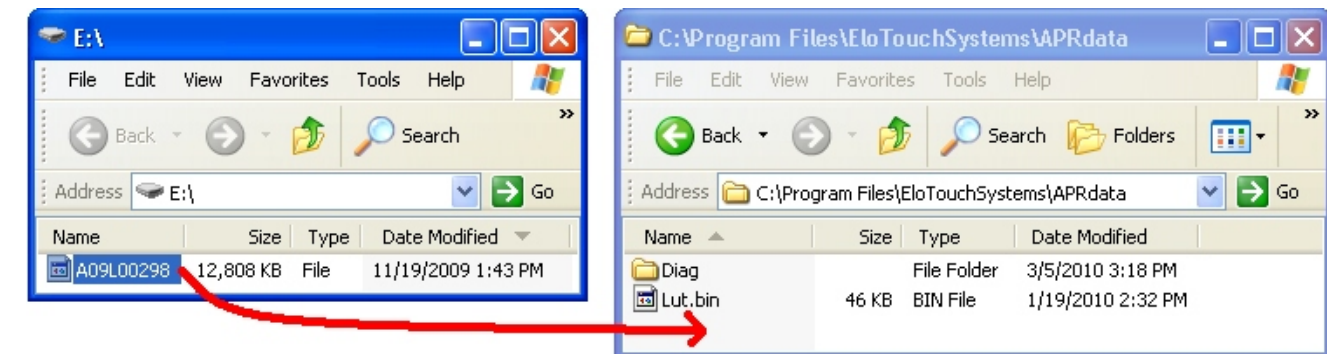 E:\
File Edit View Favorites Tools Help
Back Search »
Address E:\ Go
Name Size Type Date Modified
A09L00298 12,808 KB File 11/19/2009 1:43 PM
C:\Program Files\EloTouchSystems\APRdata
File Edit View Favorites Tools Help
Back Search Folders »
Address C:\Program Files\EloTouchSystems\APRdata Go
Name Size Type Date Modified
Diag File Folder 3/5/2010 3:18 PM
Lut.bin 46 KB BIN File 1/19/2010 2:32 PM